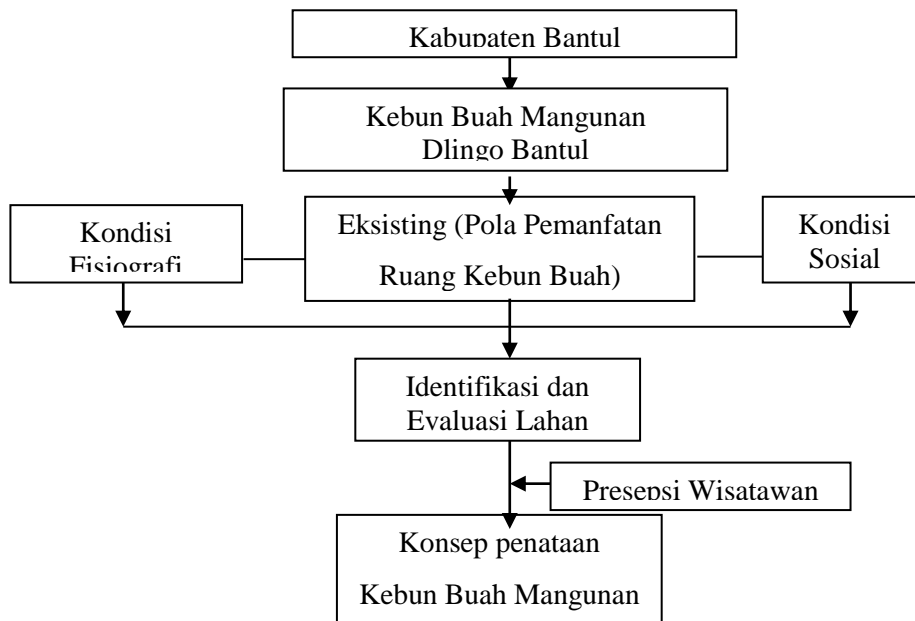 Kabupaten Bantul
Kebun Buah Mangunan
Dlingo Bantul
Kondisi
Fisiografi
Eksisting (Pola Pemanfatan
Ruang Kebun Buah)
Kondisi
Sosial
Identifikasi dan
Evaluasi Lahan
Presepsi Wisatawan
Konsep penataan
Kebun Buah Mangunan